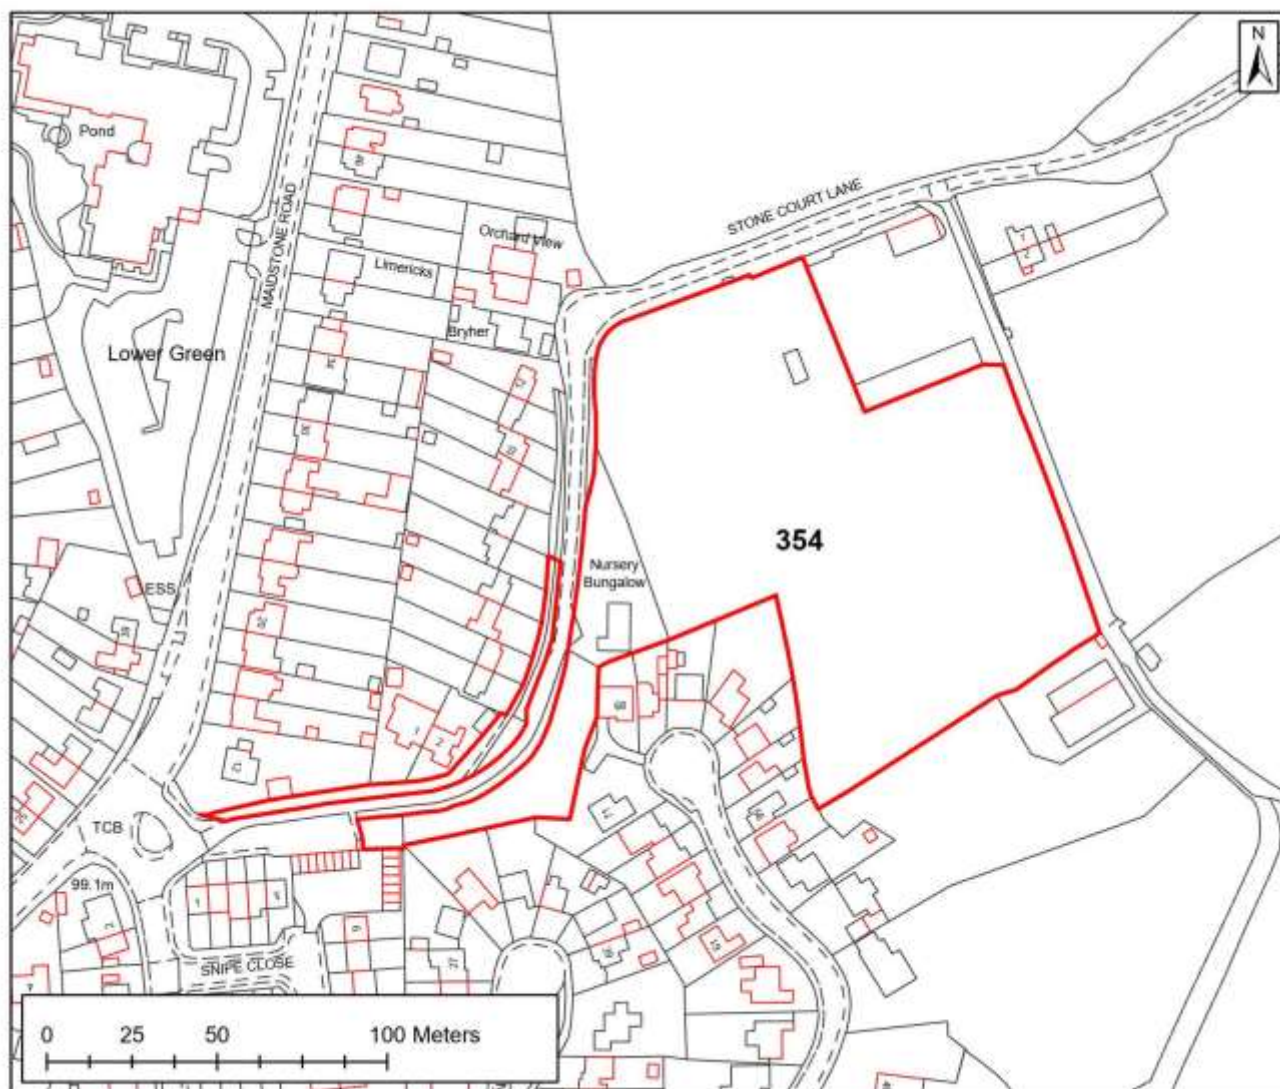 N
Pond
MAIDSTONE ROAD
STONE COURT LANE
Orchard View
Limericks
Bryher
Lower Green
354
Nursery
Bungalow
ESS
TCB
99.1m
SNIPE CLOSE
0 25 50 100 Meters